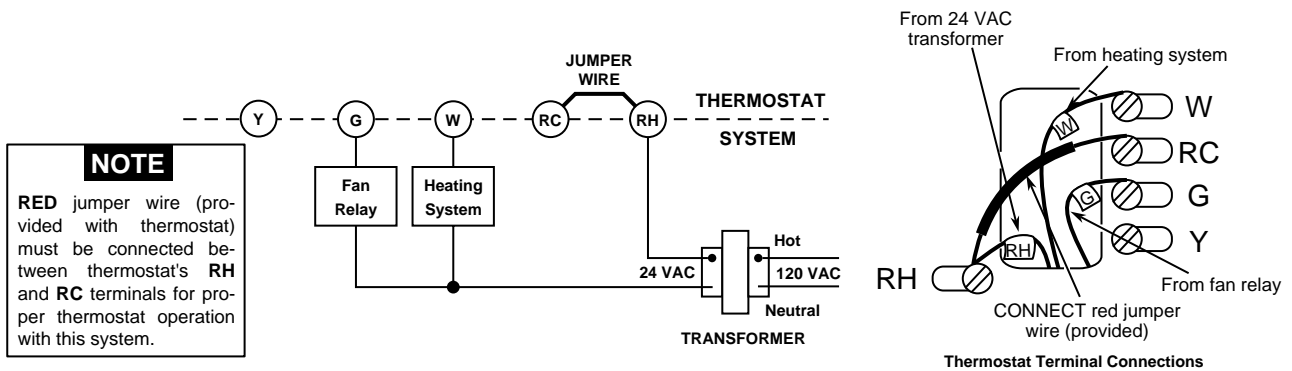 NOTE
RED jumper wire (pro-
vided with thermostat)
must be connected be-
tween thermostat's RH
and RC terminals for pro-
per thermostat operation
with this system.
JUMPER
WIRE
Y
G
W
RC
RH
THERMOSTAT
SYSTEM
Fan
Relay
Heating
System
24 VAC
Hot
120 VAC
Neutral
TRANSFORMER
From 24 VAC
transformer
From heating system
W
W
RC
G
G
Y
RH
RH
From fan relay
CONNECT red jumper
wire (provided)
Thermostat Terminal Connections